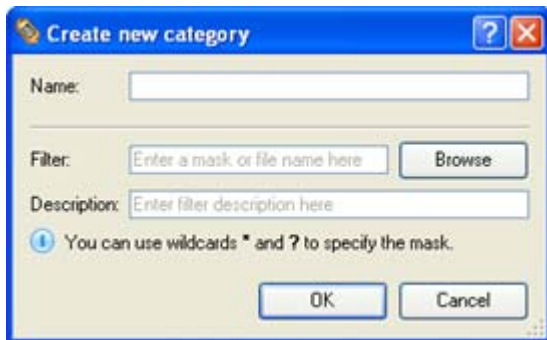 Create new category
Name:
Filter: Enter a mask or file name here Browse
Description: Enter filter description here
You can use wildcards * and ? to specify the mask.
OK Cancel